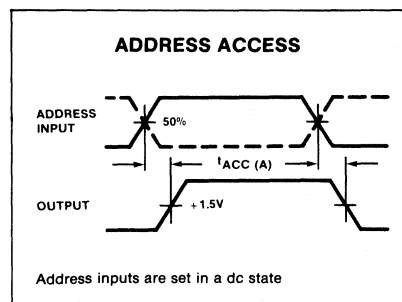 ADDRESS ACCESS
ADDRESS
INPUT
50%
tACC (A)
OUTPUT
+1.5V
Address inputs are set in a dc state